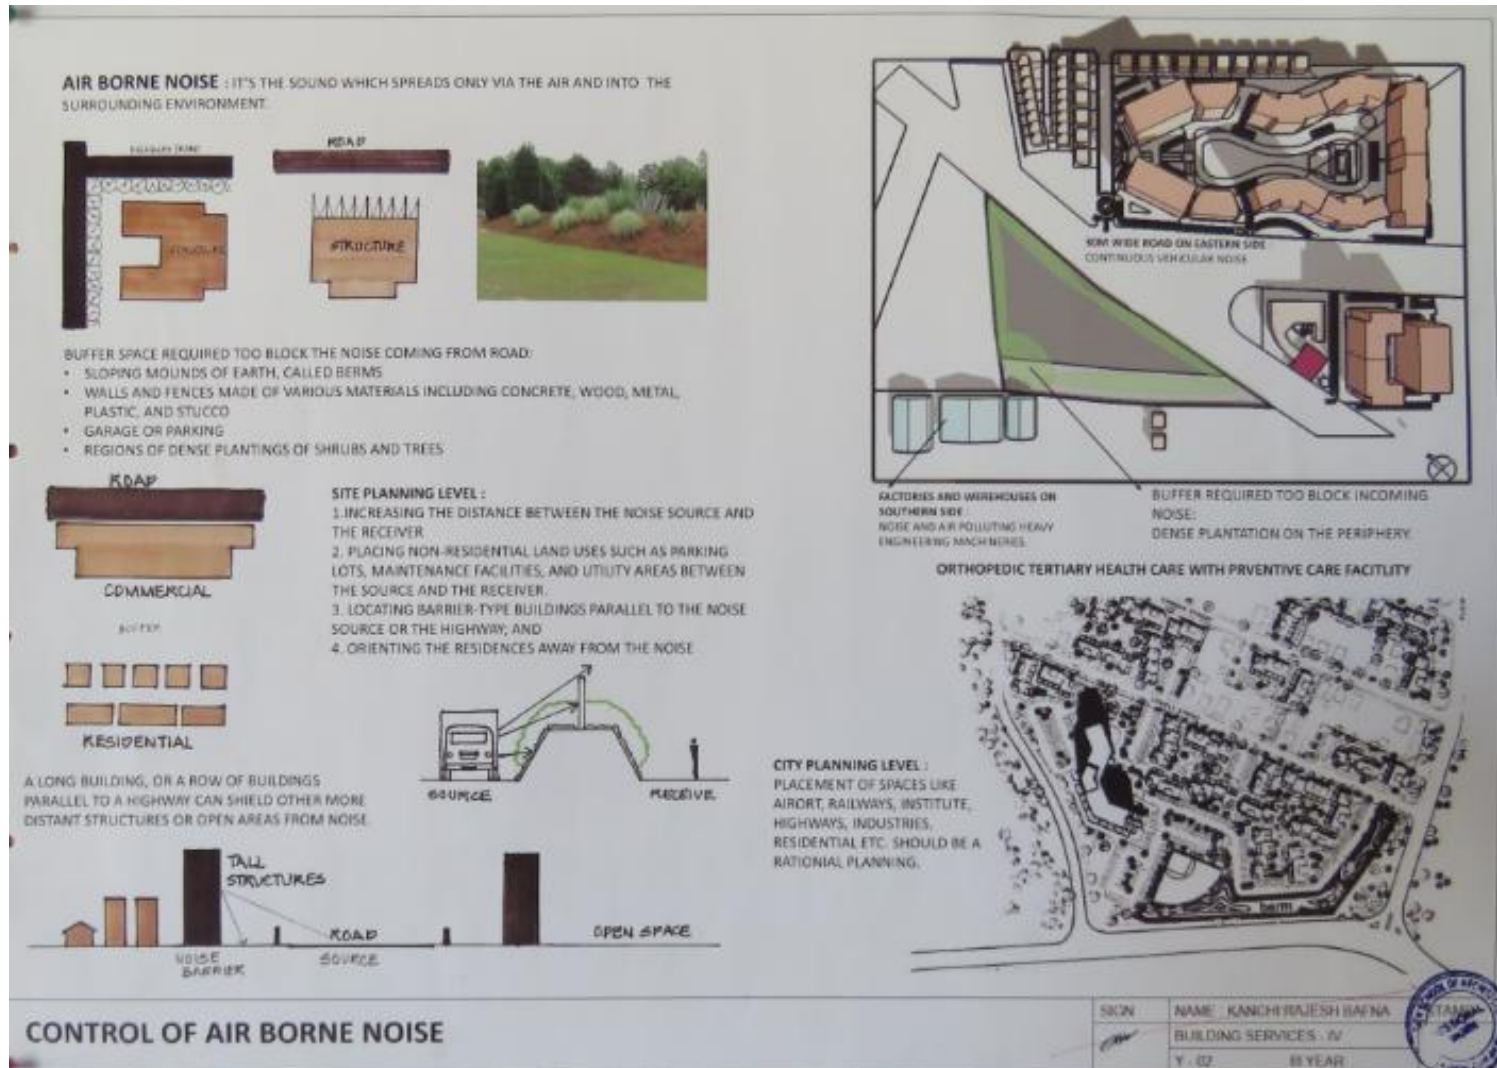 AIR BORNE NOISE : IT'S THE SOUND WHICH SPREADS ONLY VIA THE AIR AND INTO THE
SURROUNDING ENVIRONMENT.
ROAD
STRUCTURE
STRUCTURE
BUFFER SPACE REQUIRED TOO BLOCK THE NOISE COMING FROM ROAD:
• SLOPING MOUNDS OF EARTH, CALLED BERMS
• WALLS AND FENCES MADE OF VARIOUS MATERIALS INCLUDING CONCRETE, WOOD, METAL,
PLASTIC, AND STUCCO
• GARAGE OR PARKING
• REGIONS OF DENSE PLANTINGS OF SHRUBS AND TREES
ROAD
COMMERCIAL
BUFFER
RESIDENTIAL
A LONG BUILDING, OR A ROW OF BUILDINGS
PARALLEL TO A HIGHWAY CAN SHIELD OTHER MORE
DISTANT STRUCTURES OR OPEN AREAS FROM NOISE.
SITE PLANNING LEVEL :
1.INCREASING THE DISTANCE BETWEEN THE NOISE SOURCE AND
THE RECEIVER
2. PLACING NON-RESIDENTIAL LAND USES SUCH AS PARKING
LOTS, MAINTENANCE FACILITIES, AND UTILITY AREAS BETWEEN
THE SOURCE AND THE RECEIVER.
3. LOCATING BARRIER-TYPE BUILDINGS PARALLEL TO THE NOISE
SOURCE OR THE HIGHWAY; AND
4. ORIENTING THE RESIDENCES AWAY FROM THE NOISE
SOURCE
RECEIVE
TALL
STRUCTURES
NOISE
BARRIER
ROAD
SOURCE
OPEN SPACE
30M WIDE ROAD ON EASTERN SIDE
CONTINUOUS VEHICULAR NOISE
FACTORIES AND WEREHOUSES ON
SOUTHERN SIDE :
NOISE AND AIR POLLUTING HEAVY
ENGINEERING MACHINERIES.
BUFFER REQUIRED TOO BLOCK INCOMING
NOISE:
DENSE PLANTATION ON THE PERIPHERY.
ORTHOPEDIC TERTIARY HEALTH CARE WITH PRVENTIVE CARE FACITLITY
CITY PLANNING LEVEL :
PLACEMENT OF SPACES LIKE
AIRORT, RAILWAYS, INSTITUTE,
HIGHWAYS, INDUSTRIES,
RESIDENTIAL ETC. SHOULD BE A
RATIONIAL PLANNING.
berm
CONTROL OF AIR BORNE NOISE
SIGN
NAME : KANCHI RAJESH BAFNA
BUILDING SERVICES - IV
Y - 02 III YEAR